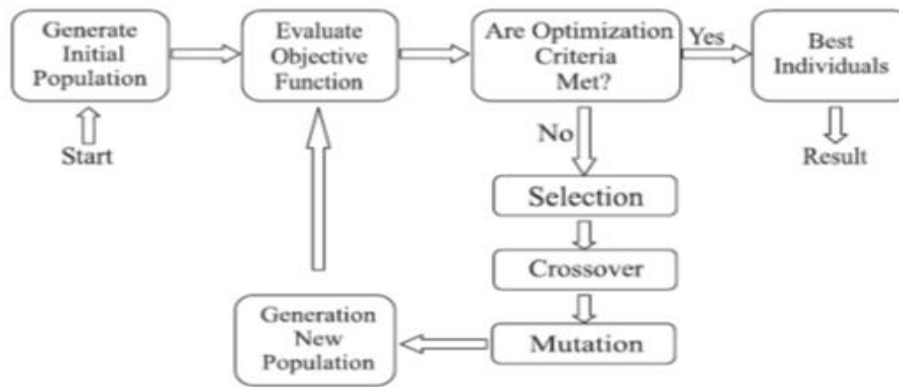 Generate
Initial
Population
Evaluate
Objective
Function
Are Optimization
Criteria
Met?
Yes
Best
Individuals
Start
No
Result
Selection
Crossover
Generation
New
Population
Mutation